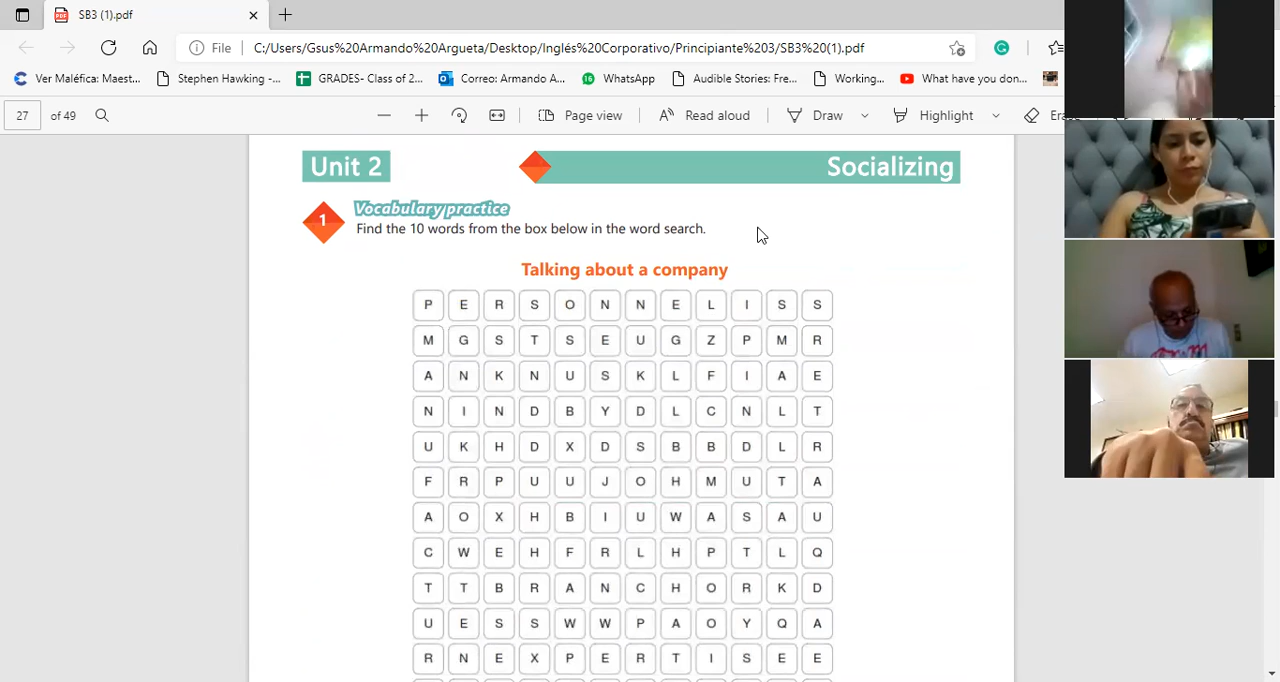 SB3 (1).pdf
File C:/Users/Gsus%20Armando%20Argueta/Desktop/Inglés%20Corporativo/Principiante%203/SB3%20(1).pdf
Ver Maléfica: Maest... Stephen Hawking -... GRADES- Class of 2... Correo: Armando A... WhatsApp Audible Stories: Fre... Working... What have you don...
27 of 49 Page view Read aloud Draw Highlight
Unit 2 Socializing
1 Vocabulary practice
Find the 10 words from the box below in the word search.
Talking about a company
P E R S O N N E L I S S
M G S T S E U G Z P M R
A N K N U S K L F I A E
N I N D B Y D L C N L T
U K H D X D S B B D L R
F R P U U J O H M U T A
A O X H B I U W A S A U
C W E H F R L H P T L Q
T T B R A N C H O R K D
U E S S W W P A O Y Q A
R N E X P E R T I S E E